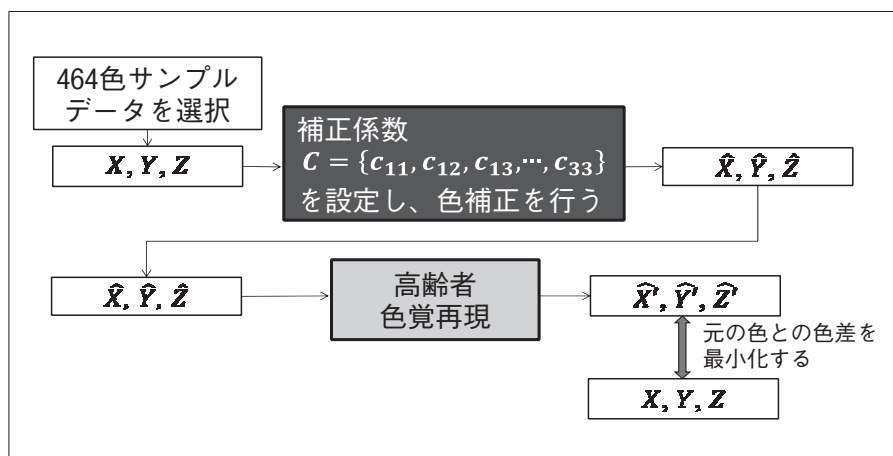 464色サンプル
データを選択
X, Y, Z
補正係数
C = {c₁₁, c₁₂, c₁₃, ⋯, c₃₃}
を設定し、色補正を行う
X̂, Ŷ, Ẑ
X̂, Ŷ, Ẑ
高齢者
色覚再現
X̂', Ŷ', Ẑ'
元の色との色差を
最小化する
X, Y, Z